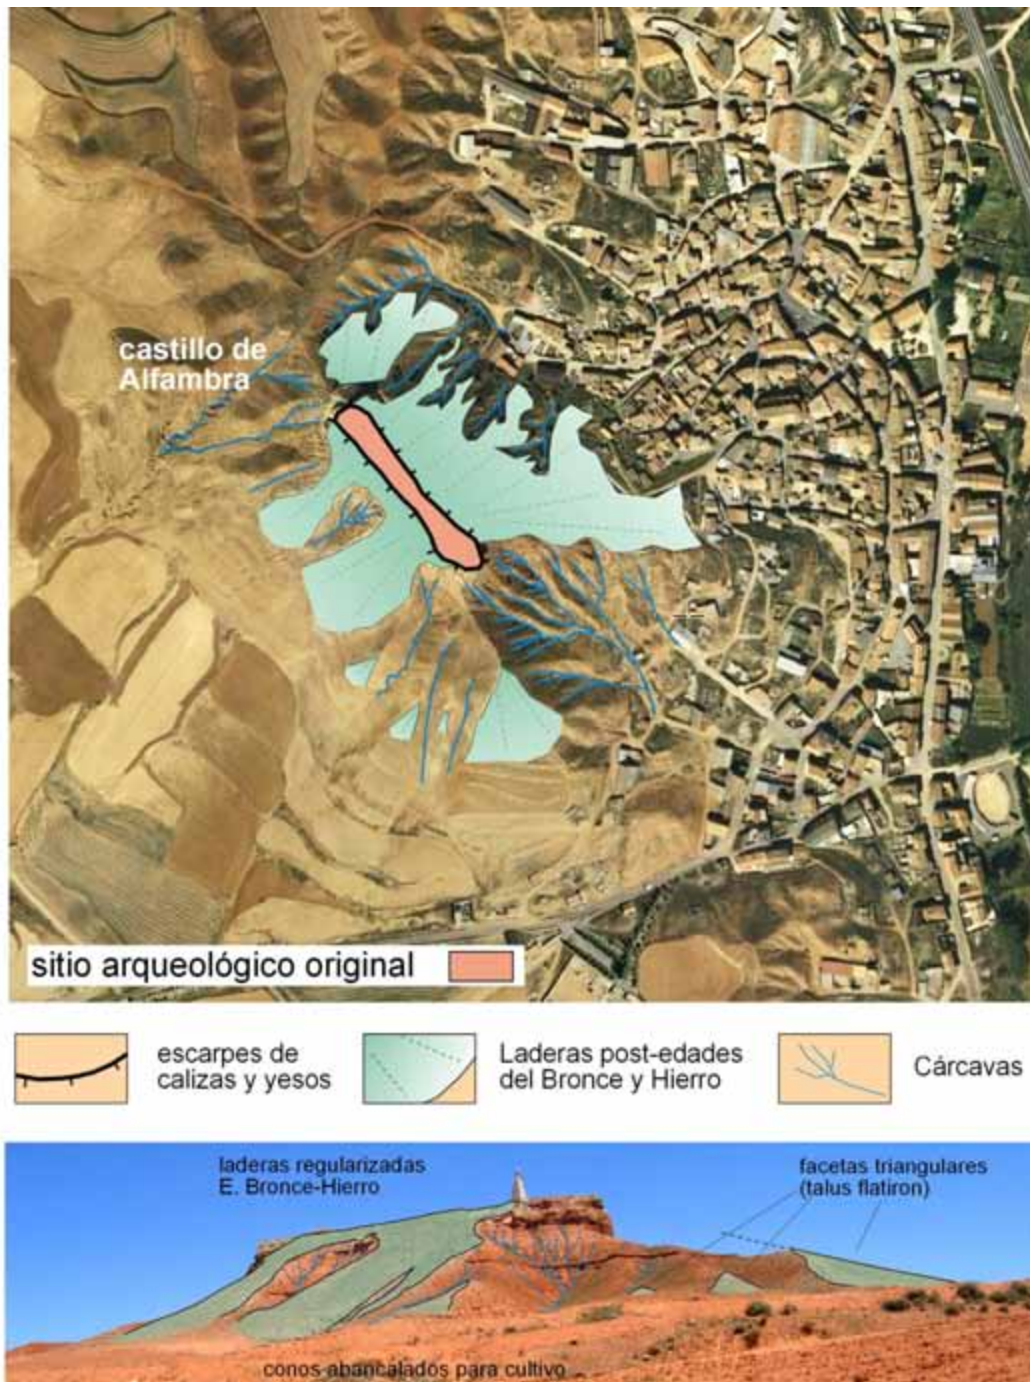 castillo de
Alfambra
sitio arqueológico original
escarpes de
calizas y yesos
Laderas post-edades
del Bronce y Hierro
Cárcavas
laderas regularizadas
E. Bronce-Hierro
facetas triangulares
(talus flatiron)
conos abancalados para cultivo